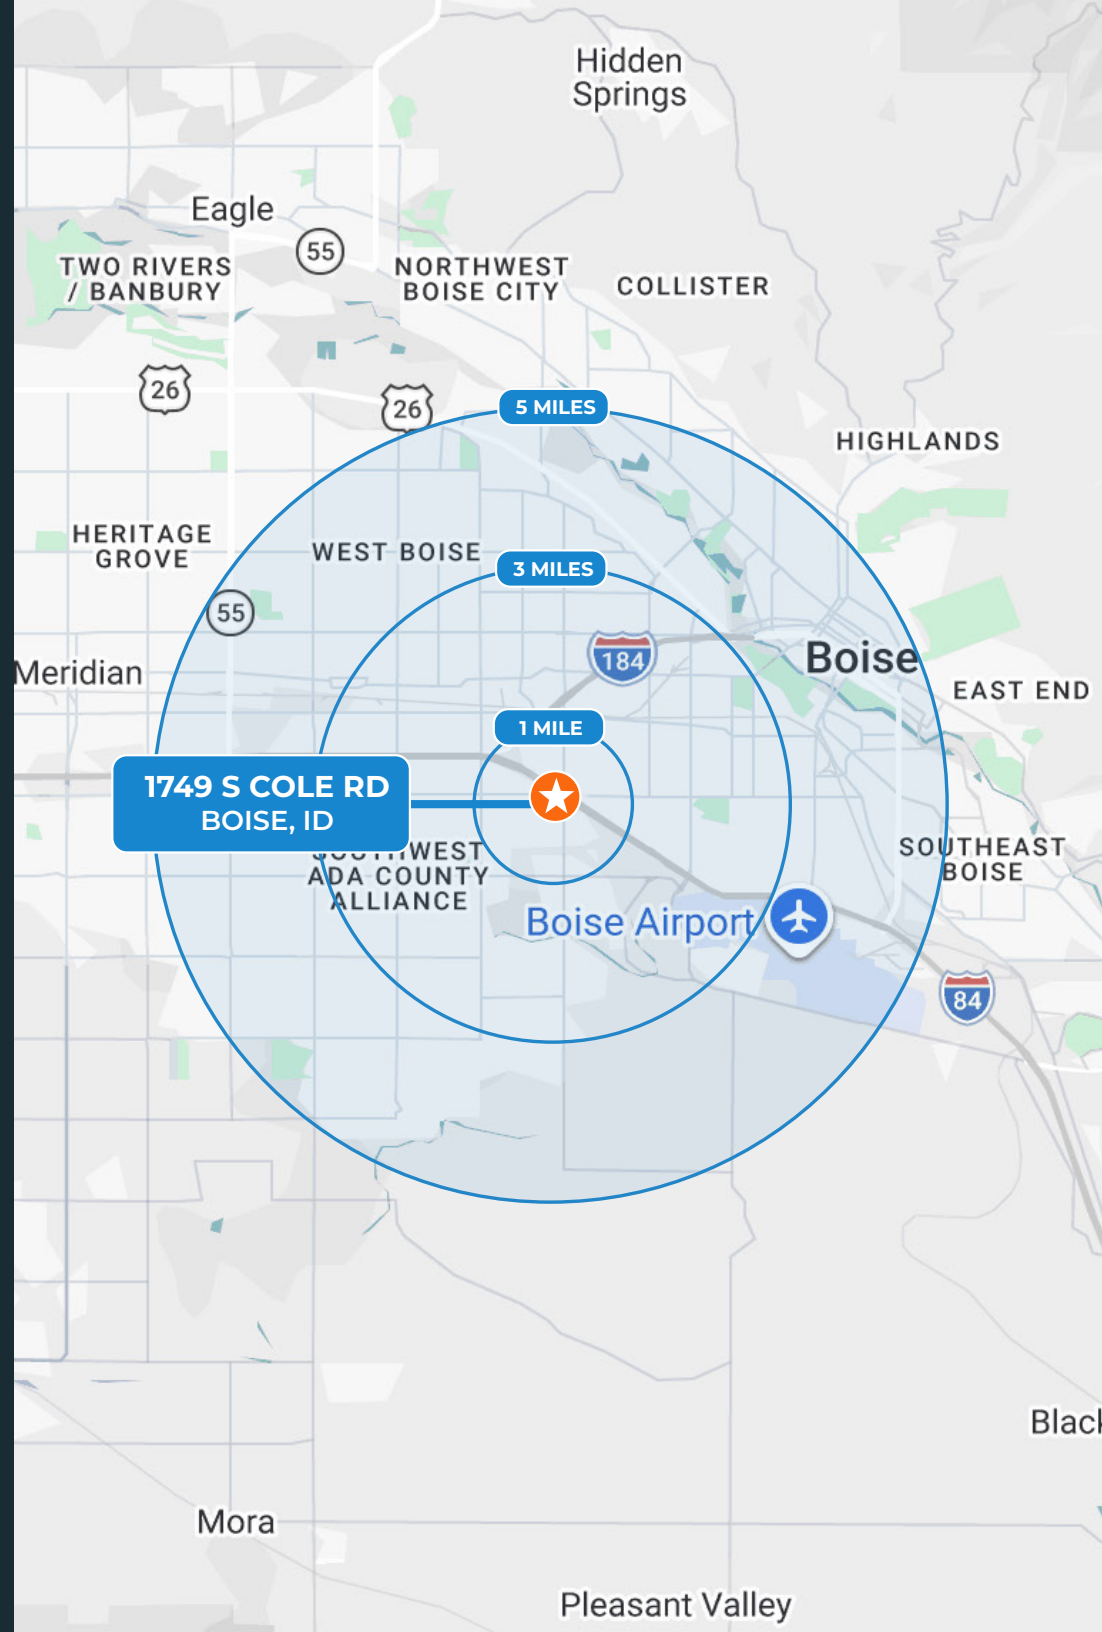 Hidden
Springs
Eagle
55
TWO RIVERS
/ BANBURY
NORTHWEST
BOISE CITY
COLLISTER
26
26
5 MILES
HIGHLANDS
HERITAGE
GROVE
WEST BOISE
3 MILES
55
184
Boise
Meridian
EAST END
1 MILE
1749 S COLE RD
BOISE, ID
SOUTHWEST
ADA COUNTY
ALLIANCE
SOUTHEAST
BOISE
Boise Airport
84
Black
Mora
Pleasant Valley